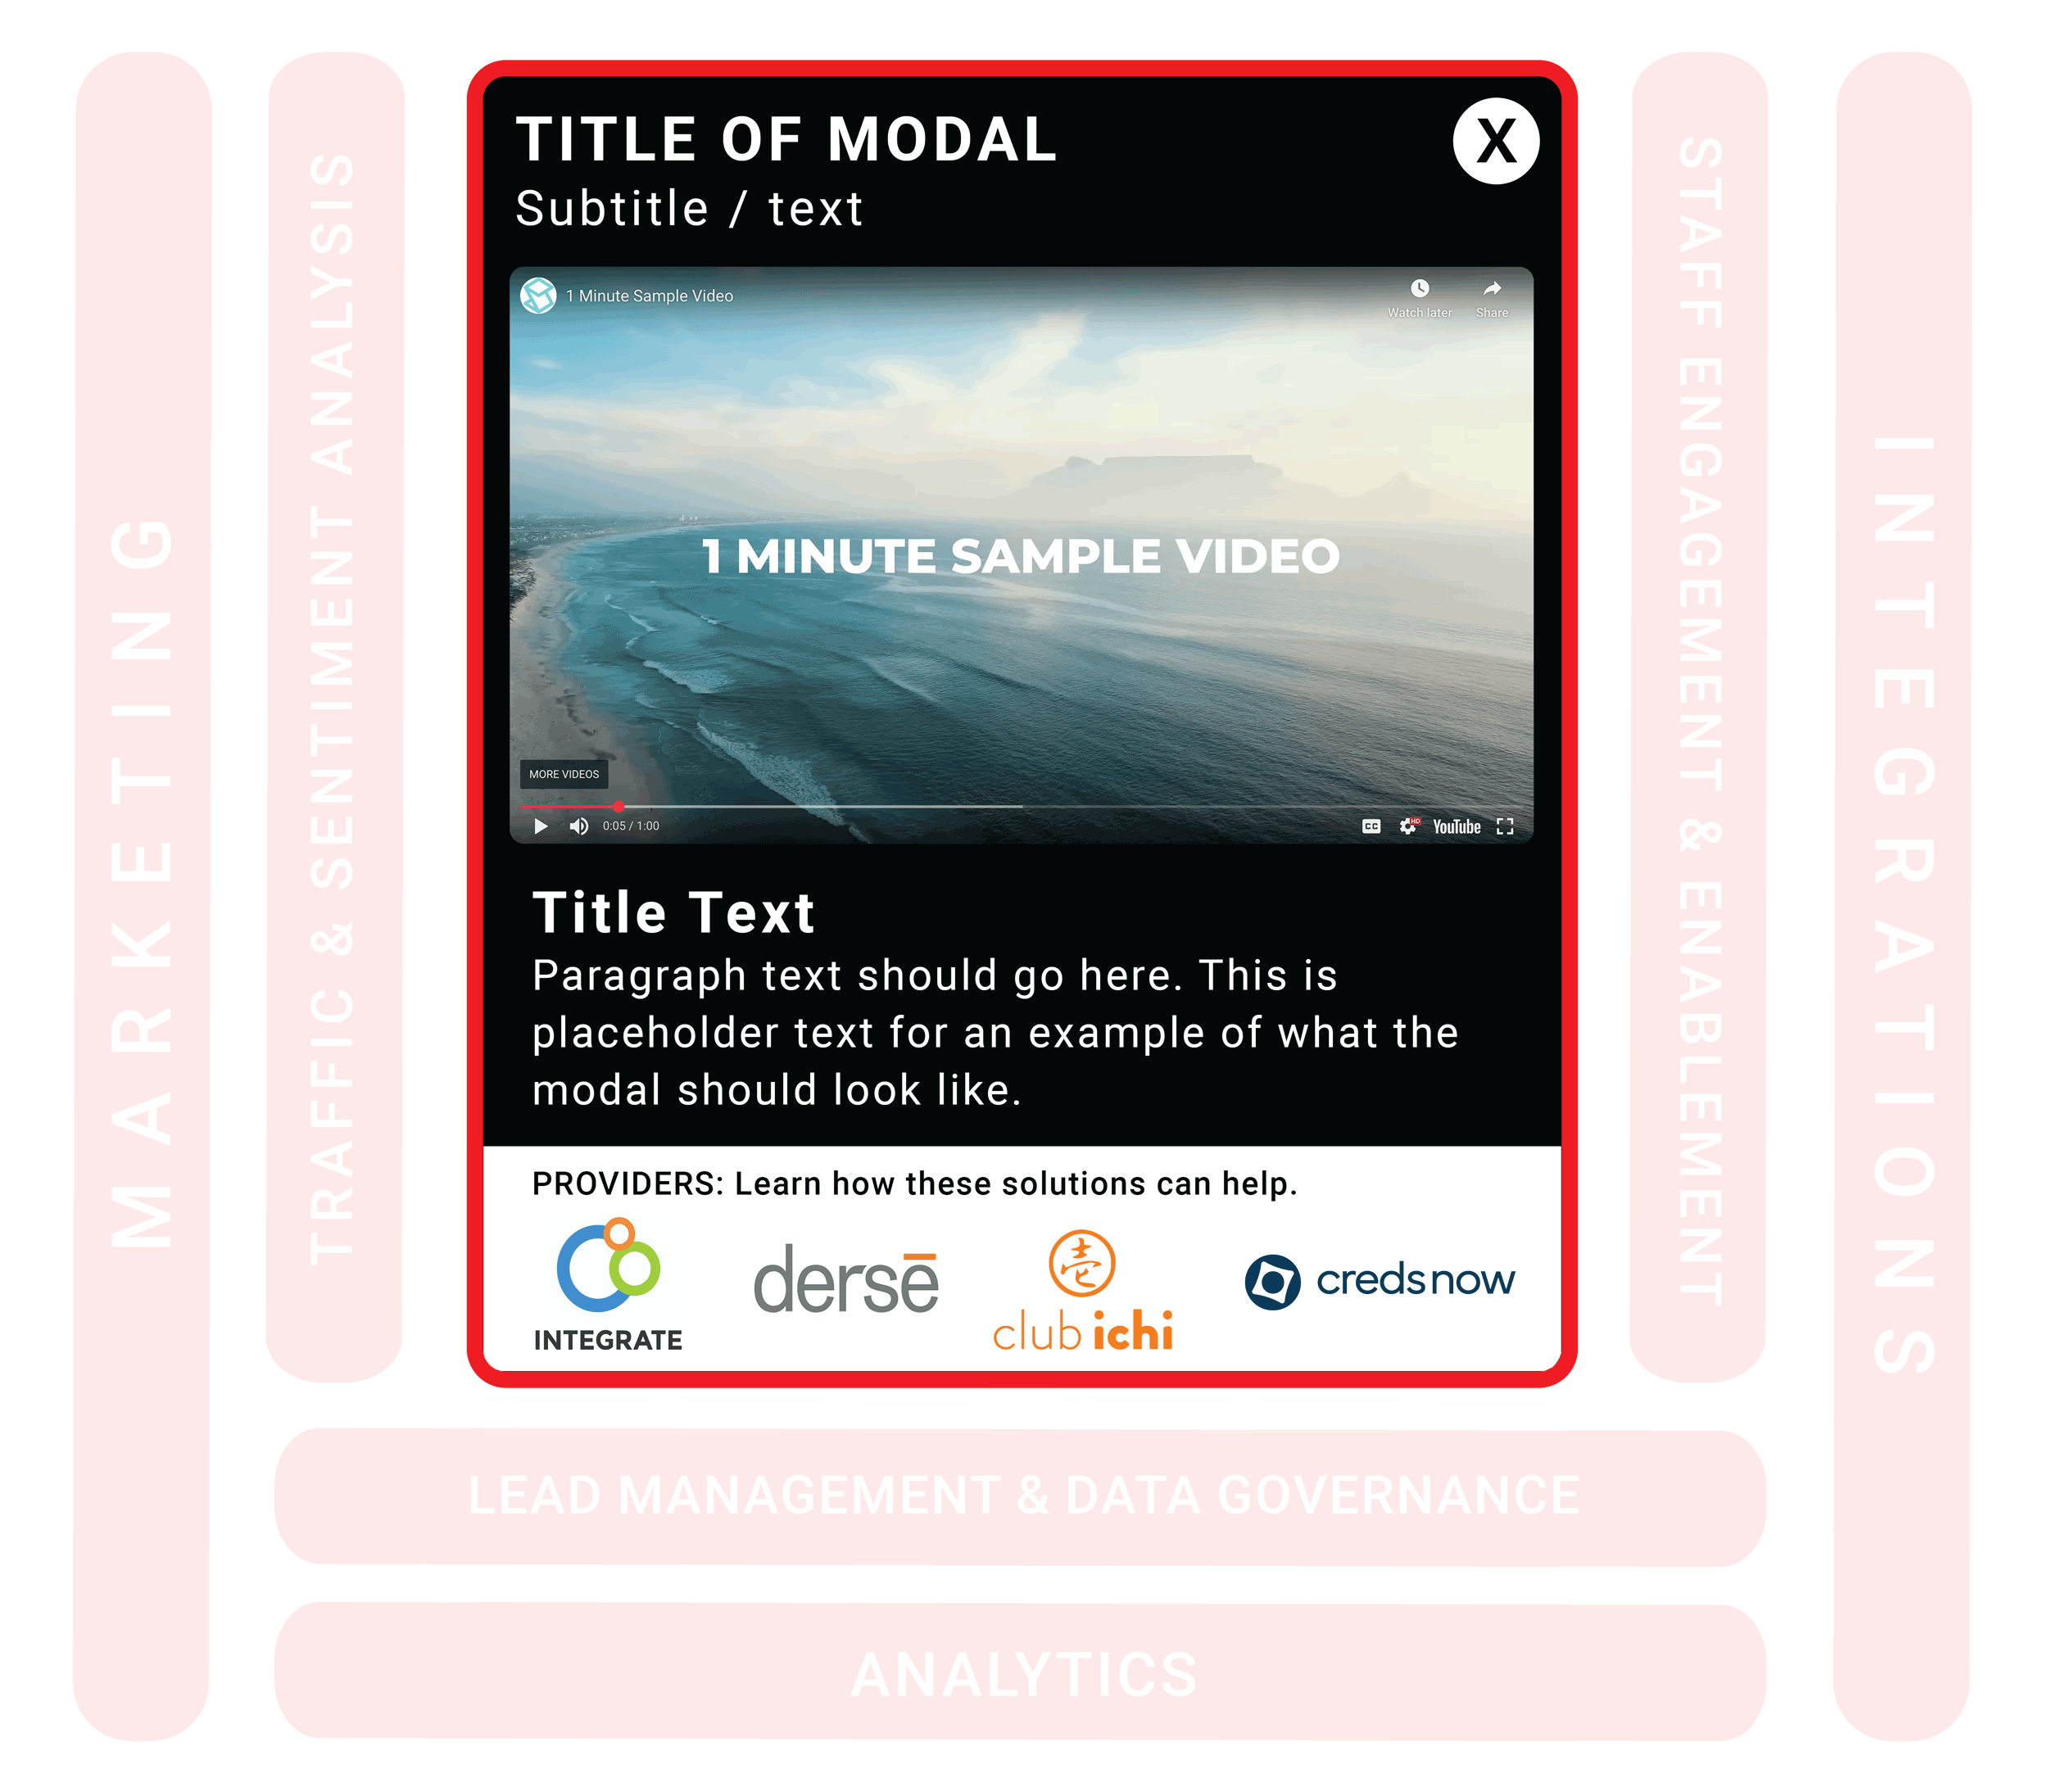 MARKETING
TRAFFIC & SENTIMENT ANALYSIS
TITLE OF MODAL
X
Subtitle / text
1 Minute Sample Video
Watch later
Share
1 MINUTE SAMPLE VIDEO
MORE VIDEOS
0:05 / 1:00
CC
HD
YouTube
Title Text
Paragraph text should go here. This is
placeholder text for an example of what the
modal should look like.
PROVIDERS: Learn how these solutions can help.
INTEGRATE
dersē
壱
club ichi
credsnow
STAFF ENGAGEMENT & ENABLEMENT
INTEGRATIONS
LEAD MANAGEMENT & DATA GOVERNANCE
ANALYTICS